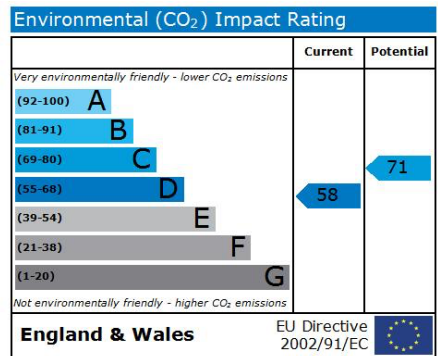 Environmental (CO₂) Impact Rating
Current Potential
Very environmentally friendly - lower CO₂ emissions
(92-100) A
(81-91) B
(69-80) C
71
(55-68) D
58
(39-54) E
(21-38) F
(1-20) G
Not environmentally friendly - higher CO₂ emissions
England & Wales
EU Directive
2002/91/EC